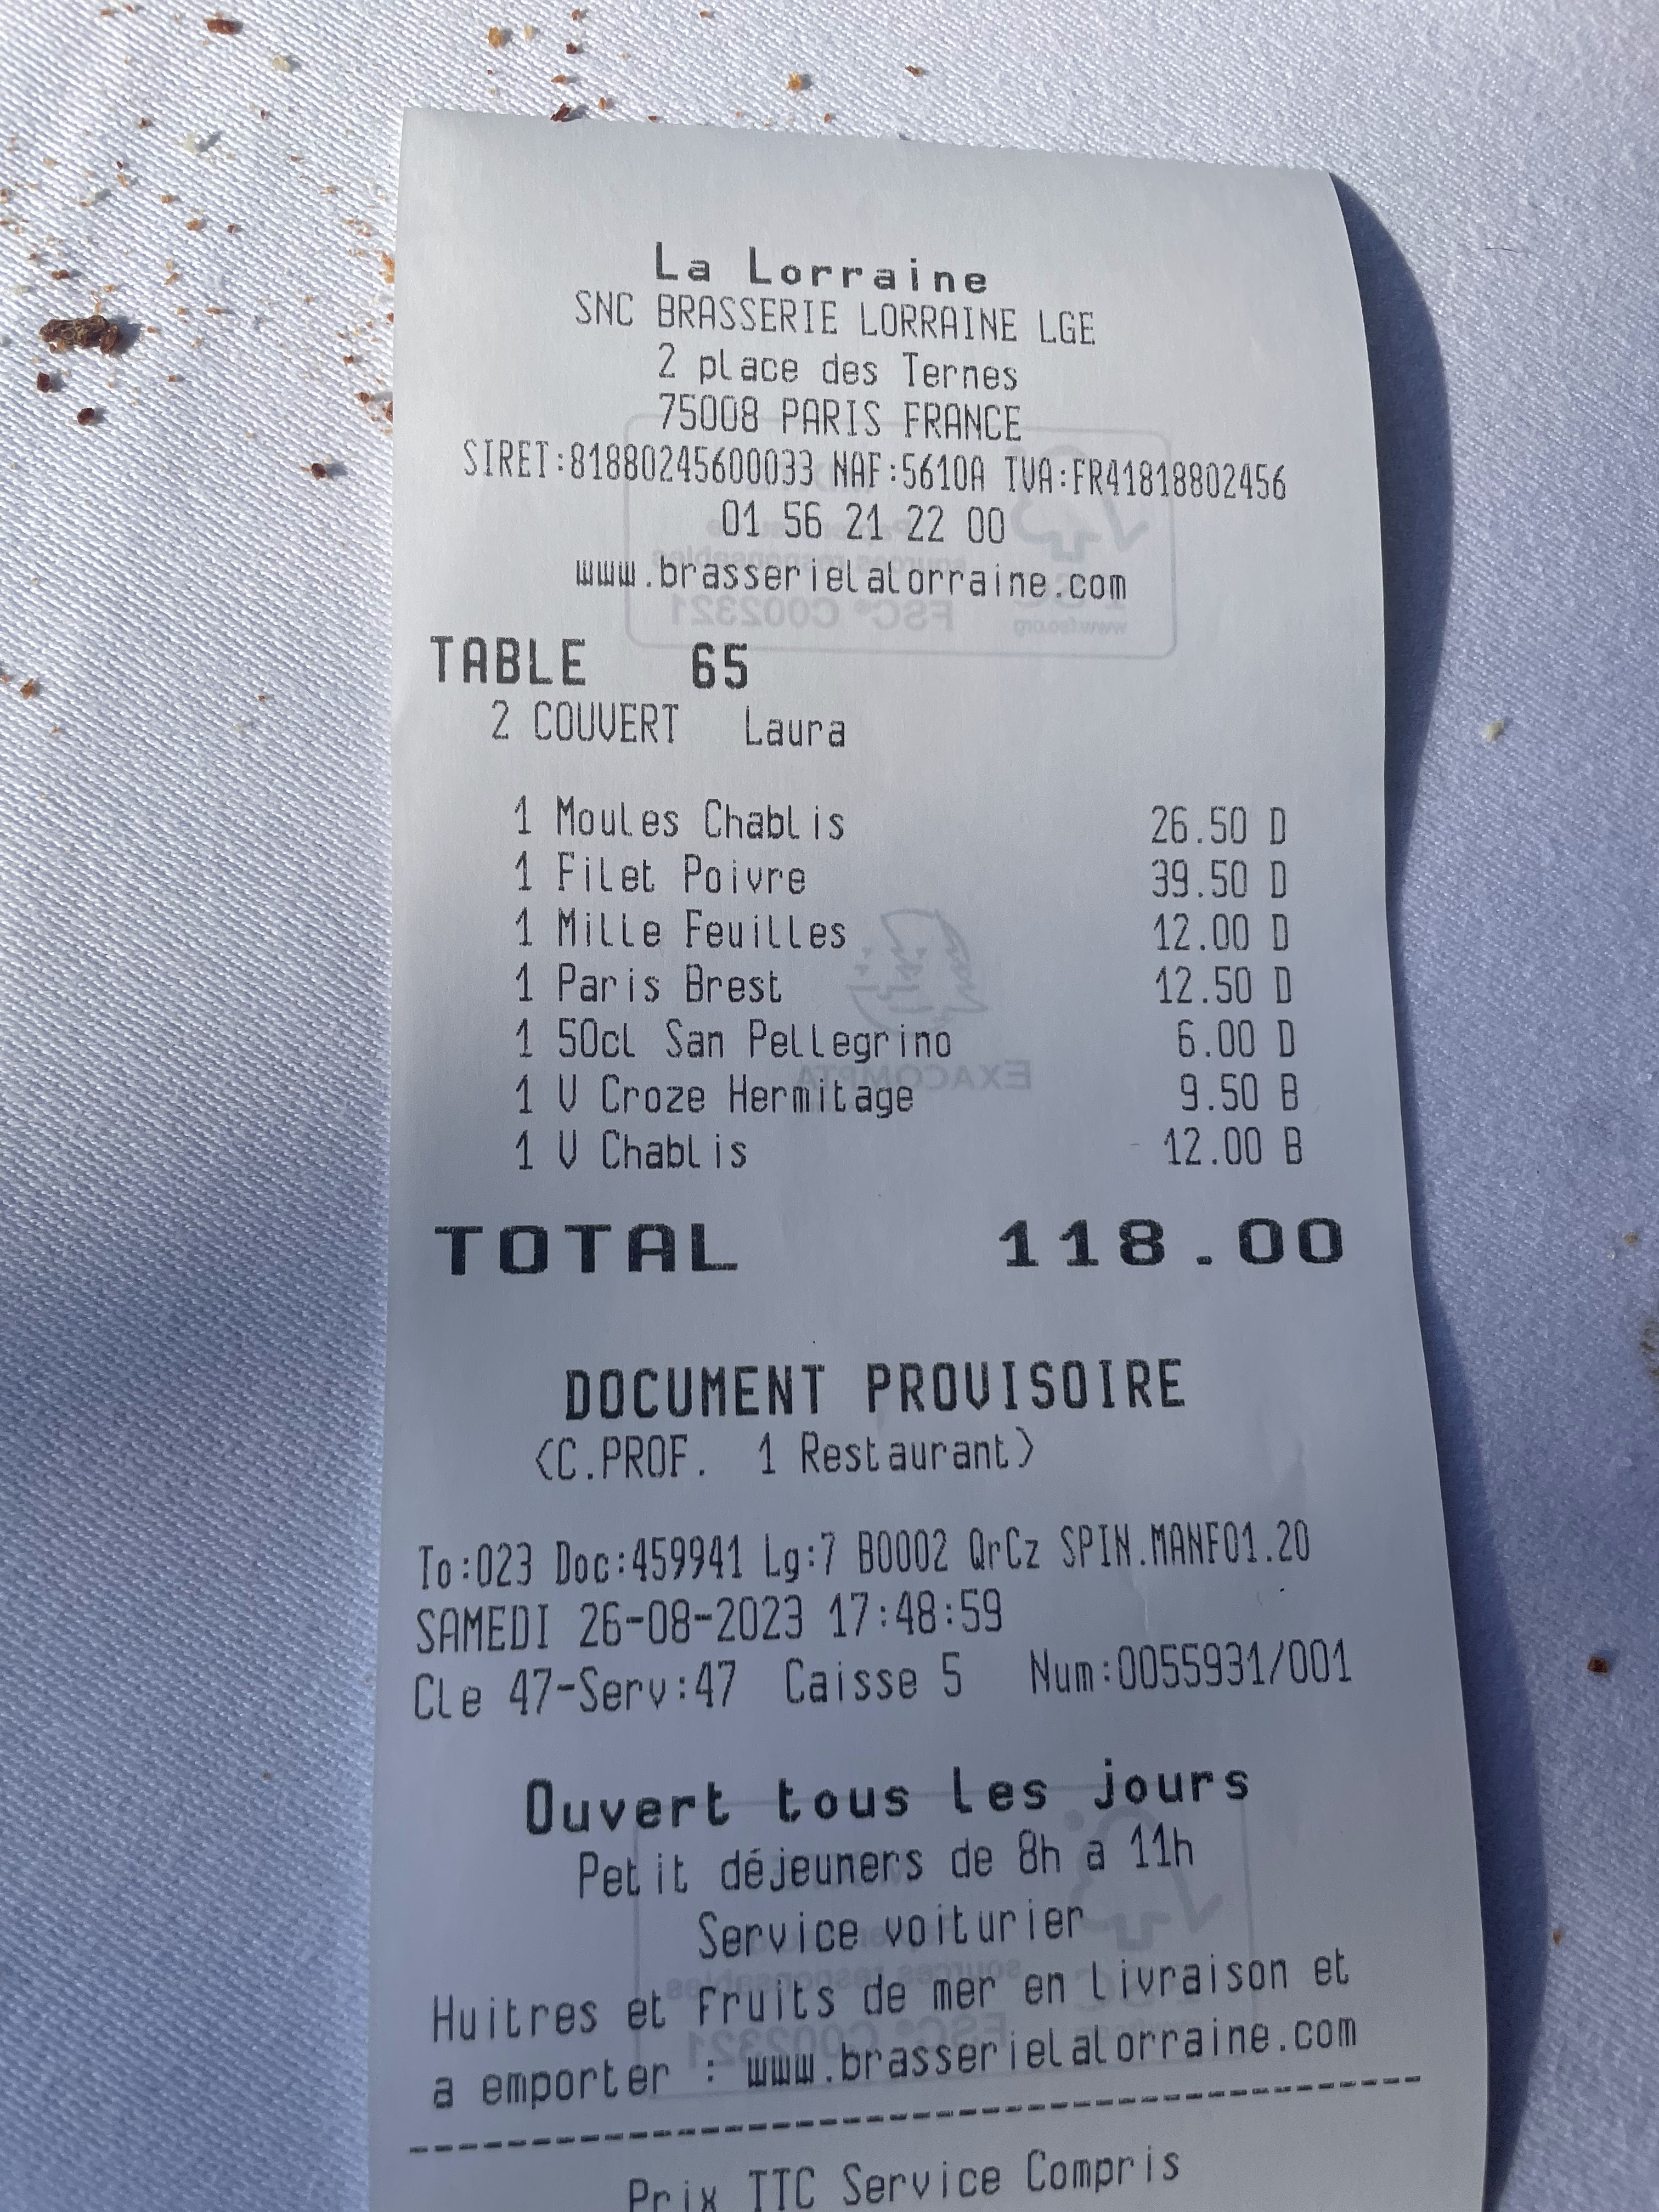 La Lorraine
SNC BRASSERIE LORRAINE LGE
2 place des Ternes
75008 PARIS FRANCE
SIRET:81880245600033 NAF:5610A TVA:FR41818802456
01 56 21 22 00
www.brasserielalorraine.com
TABLE 65
2 COUVERT Laura
1 Moules Chablis 26.50 D
1 Filet Poivre 39.50 D
1 Mille Feuilles 12.00 D
1 Paris Brest 12.50 D
1 50cl San Pellegrino 6.00 D
1 V Croze Hermitage 9.50 B
1 V Chablis 12.00 B
TOTAL 118.00
DOCUMENT PROVISOIRE
<C.PROF. 1 Restaurant>
To:023 Doc:459941 Lg:7 B0002 QrCz SPIN.MANF01.20
SAMEDI 26-08-2023 17:48:59
Cle 47-Serv:47 Caisse 5 Num:0055931/001
Ouvert tous les jours
Petit déjeuners de 8h a 11h
Service voiturier
Huitres et Fruits de mer en livraison et
a emporter : www.brasserielalorraine.com
Prix TTC Service Compris